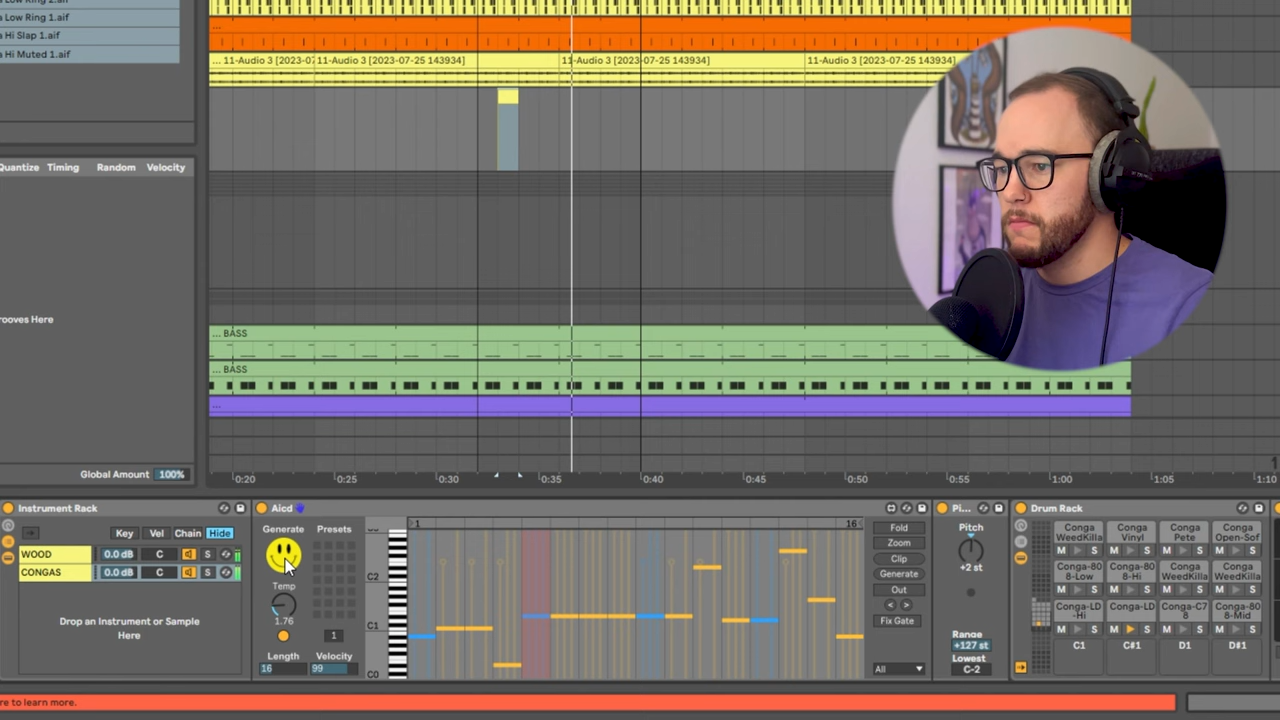 Low Ring 1.aif
Low Ring 1.aif
a Hi Slap 1.aif
a Hi Muted 1.aif
Quantize Timing Random Velocity
rooves Here
Global Amount 100%
...
... 11-Audio 3 [2023-07 11-Audio 3 [2023-07-25 143934] 11-Audio 3 [2023-07-25 143934] 11-Audio 3 [2023-07-25 143934]
... BASS
... BASS
...
0:20 0:25 0:30 0:35 0:40 0:45 0:50 0:55 1:00 1:05 1:10
1
Instrument Rack
Key Vel Chain Hide
WOOD 0.0 dB C S
CONGAS 0.0 dB C S
Drop an Instrument or Sample
Here
Aicd
Generate Presets
Temp
1.76
1
Length Velocity
16 99
1 16
C2
C1
C0
Fold
Zoom
Clip
Generate
Out
< >
Fix Gate
All
Pi...
Pitch
+2 st
Range
+127 st
Lowest
C-2
Drum Rack
Conga WeedKilla Conga Vinyl Conga Pete Conga Open-Sof
M S M S M S M S
Conga-80 8-Low Conga-80 8-Hi Conga WeedKilla Conga WeedKilla
M S M S M S M S
Conga-LD -Hi Conga-LD Conga-C7 8 Conga-80 8-Mid
M S M S M S M S
C1 C#1 D1 D#1
re to learn more.